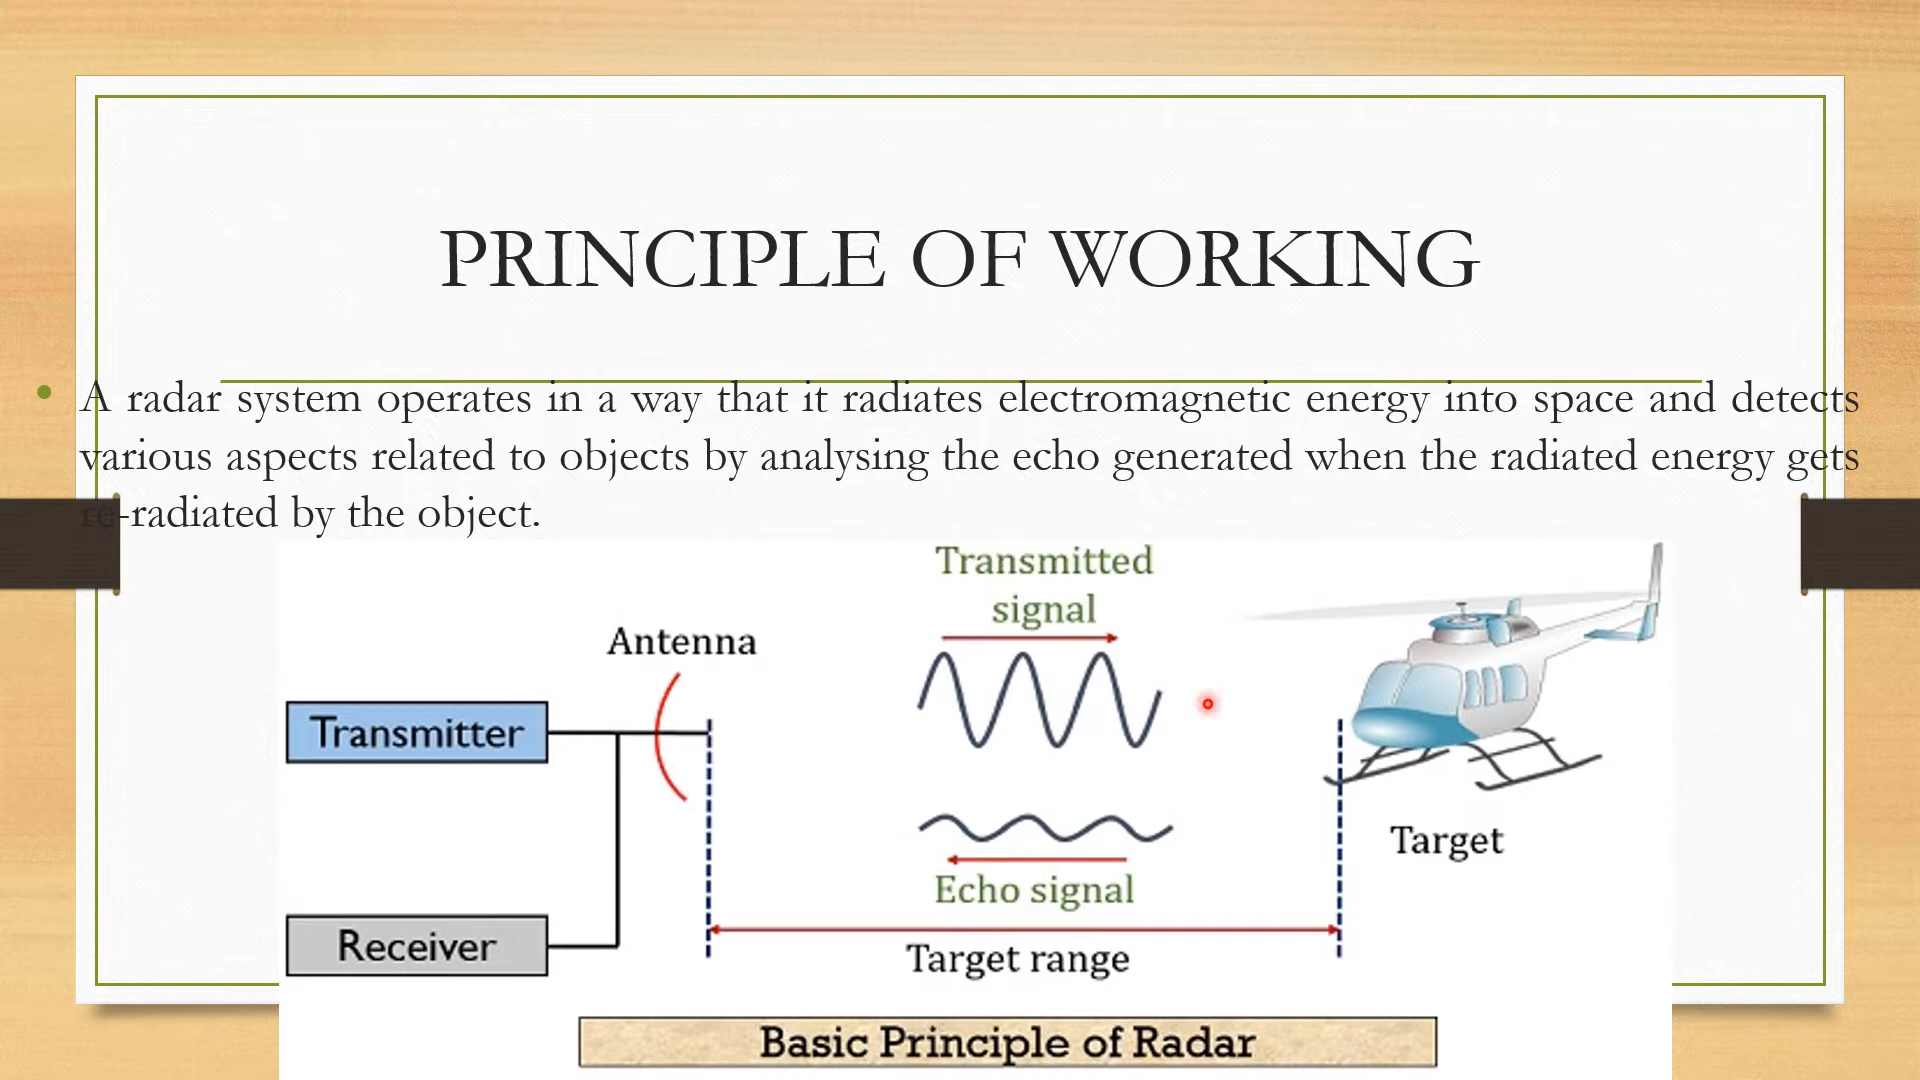 PRINCIPLE OF WORKING
• A radar system operates in a way that it radiates electromagnetic energy into space and detects
various aspects related to objects by analysing the echo generated when the radiated energy gets
re-radiated by the object.
Transmitted
signal
Antenna
Transmitter
Target
Echo signal
Receiver
Target range
Basic Principle of Radar